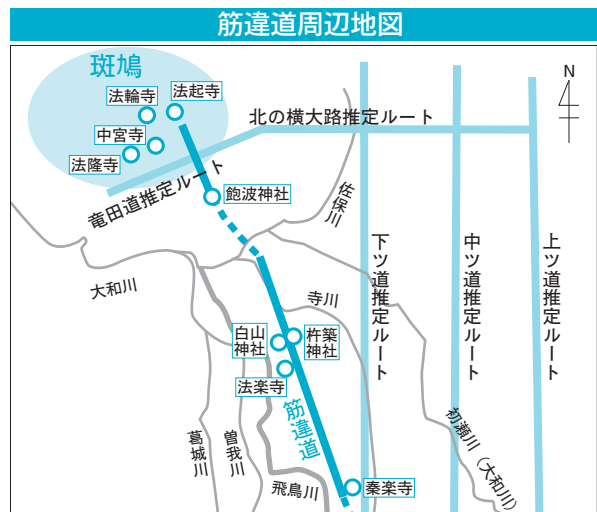 筋違道周辺地図
斑鳩
法輪寺
法起寺
中宮寺
法隆寺
北の横大路推定ルート
竜田道推定ルート
飽波神社
佐保川
N
大和川
下ツ道推定ルート
中ツ道推定ルート
上ツ道推定ルート
寺川
白山
神社
杵築
神社
法楽寺
筋違道
葛城川
曽我川
飛鳥川
秦楽寺
初瀬川（大和川）